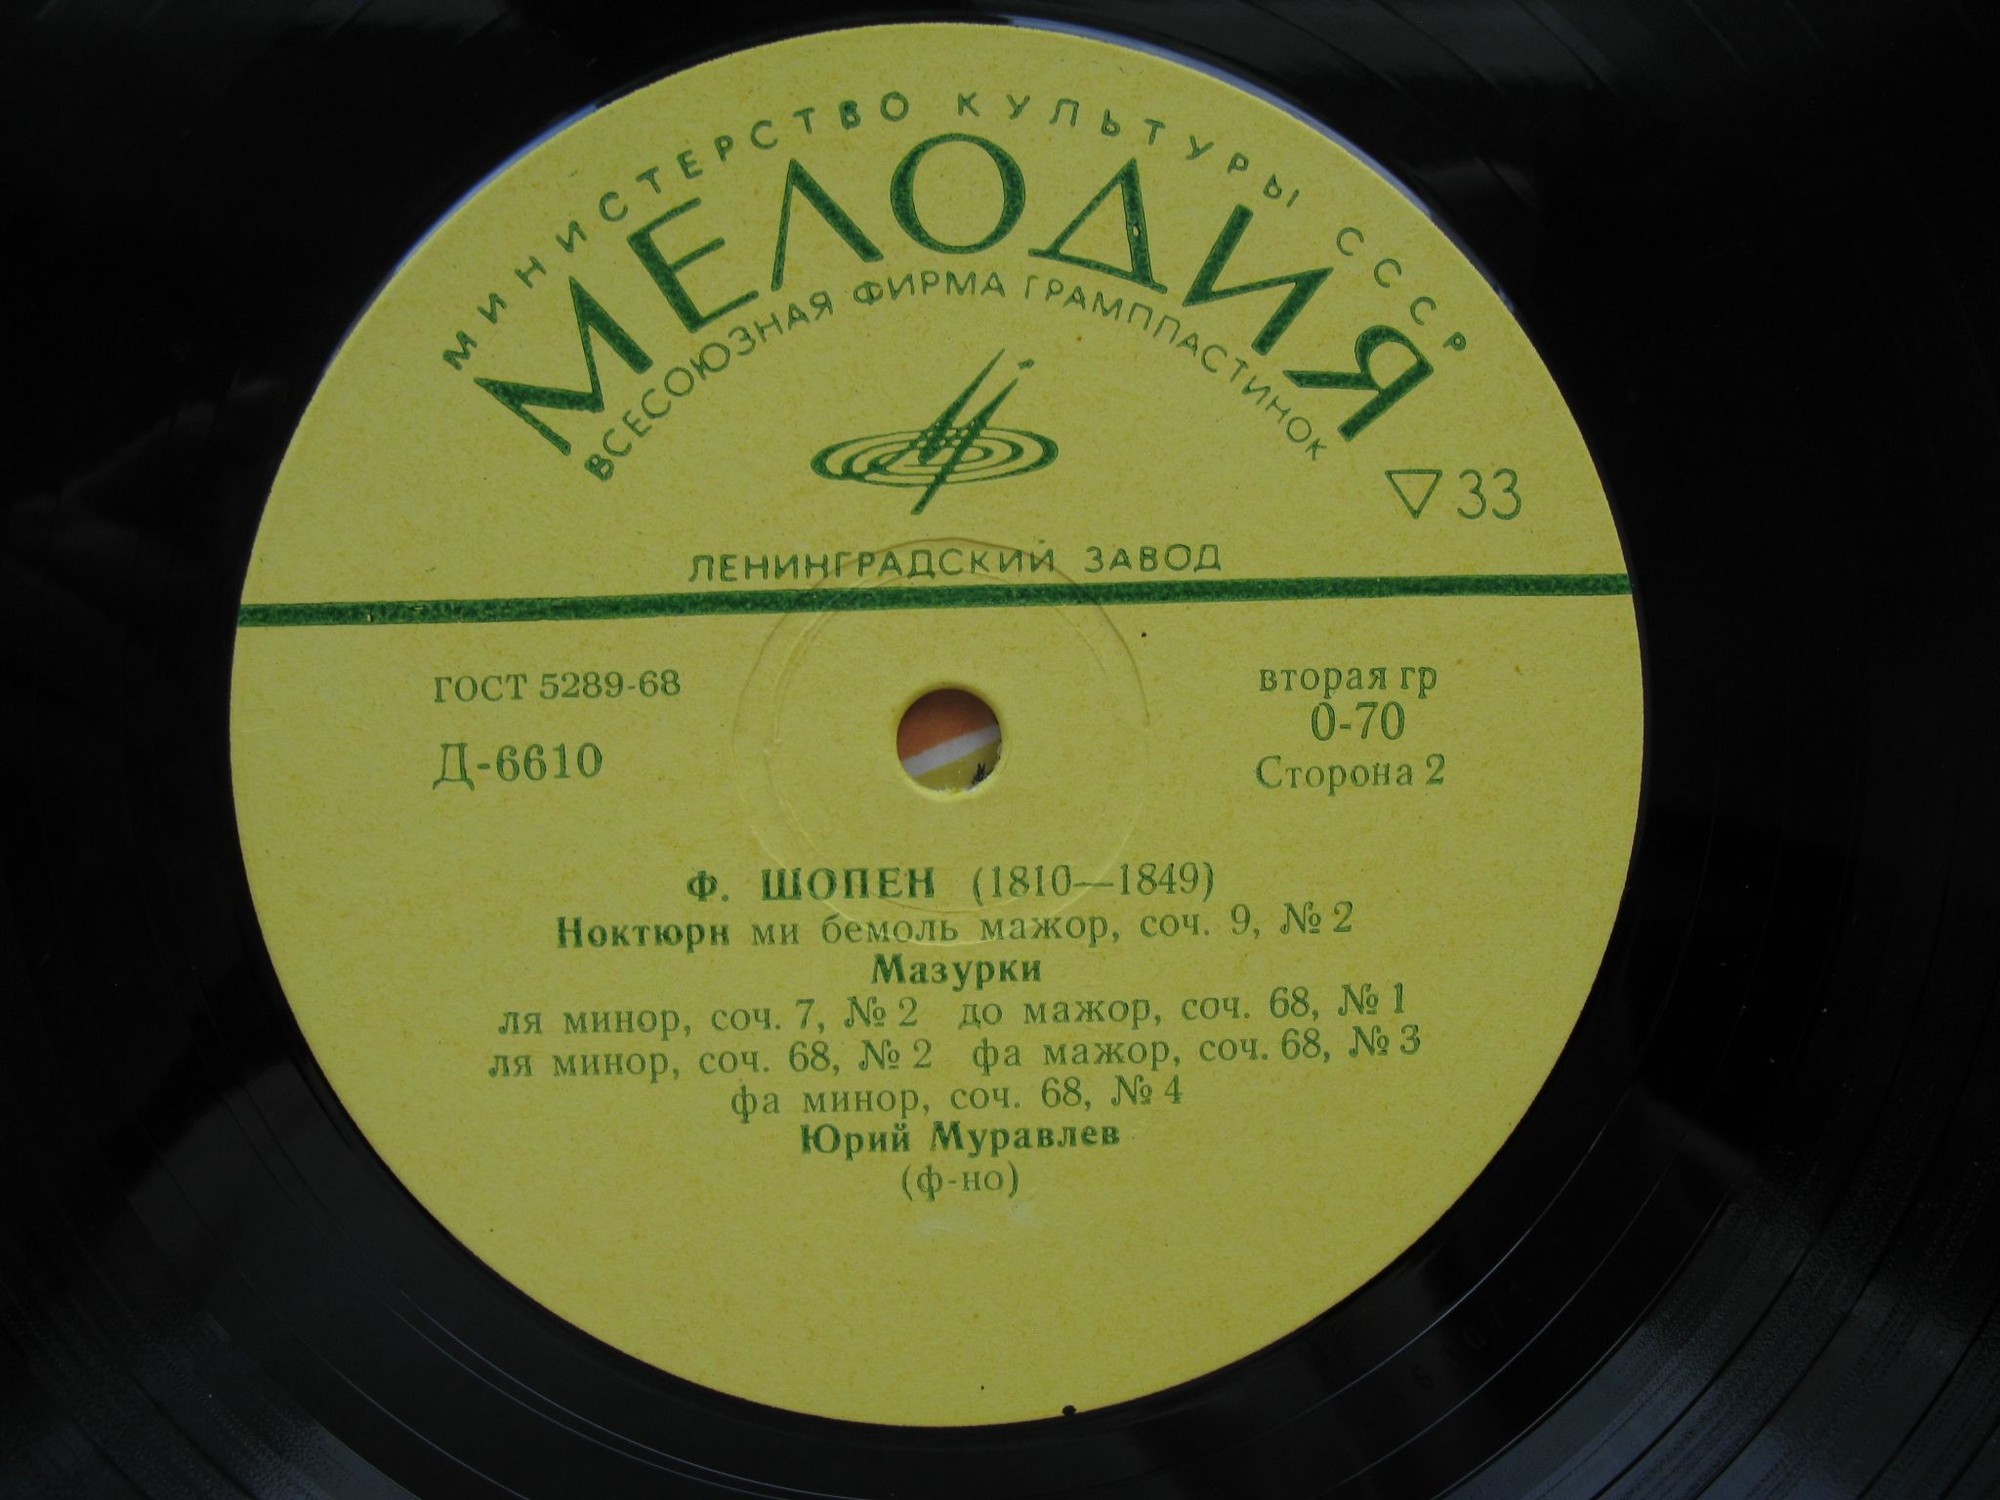 МИНИСТЕРСТВО КУЛЬТУРЫ СССР
МЕЛОДИЯ
ВСЕСОЮЗНАЯ ФИРМА ГРАМПЛАСТИНОК
▽33
ЛЕНИНГРАДСКИЙ ЗАВОД
ГОСТ 5289-68
Д-6610
вторая гр
0-70
Сторона 2
Ф. ШОПЕН (1810—1849)
Ноктюрн ми бемоль мажор, соч. 9, № 2
Мазурки
ля минор, соч. 7, № 2 до мажор, соч. 68, № 1
ля минор, соч. 68, № 2 фа мажор, соч. 68, № 3
фа минор, соч. 68, № 4
Юрий Муравлев
(ф-но)